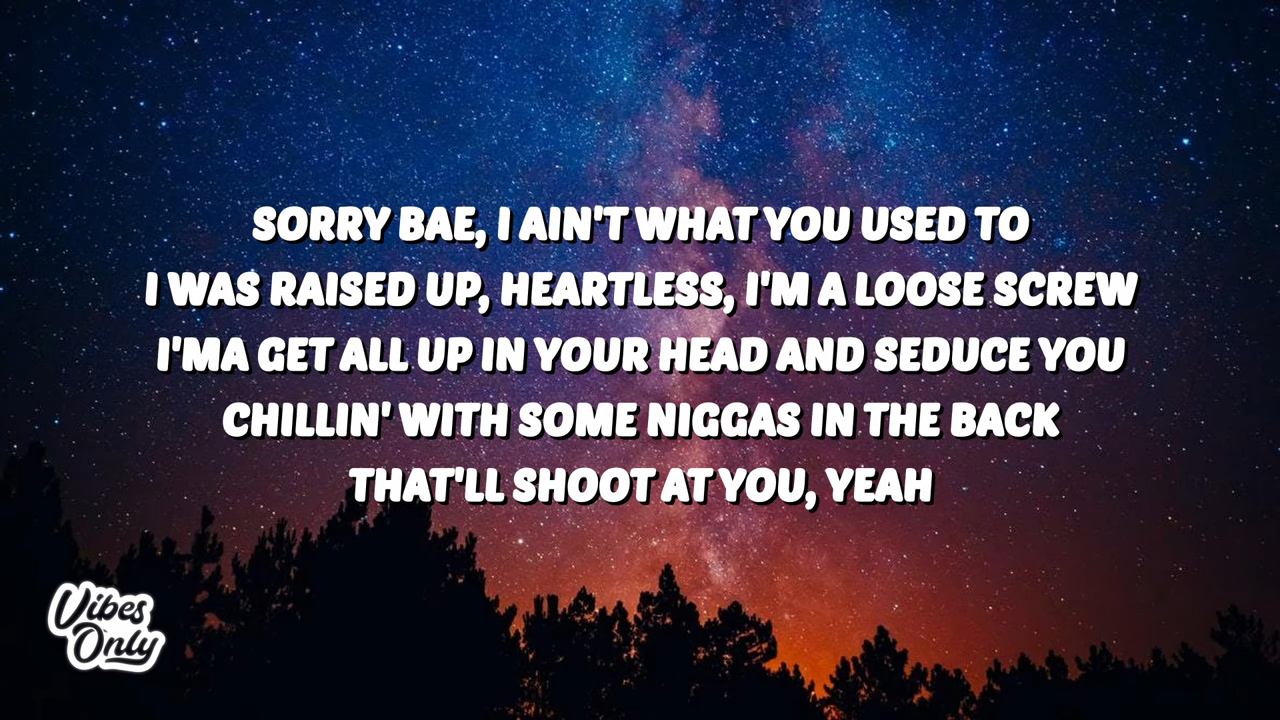 SORRY BAE, I AIN'T WHAT YOU USED TO
I WAS RAISED UP, HEARTLESS, I'M A LOOSE SCREW
I'MA GET ALL UP IN YOUR HEAD AND SEDUCE YOU
CHILLIN' WITH SOME NIGGAS IN THE BACK
THAT'LL SHOOT AT YOU, YEAH
Vibes
Only